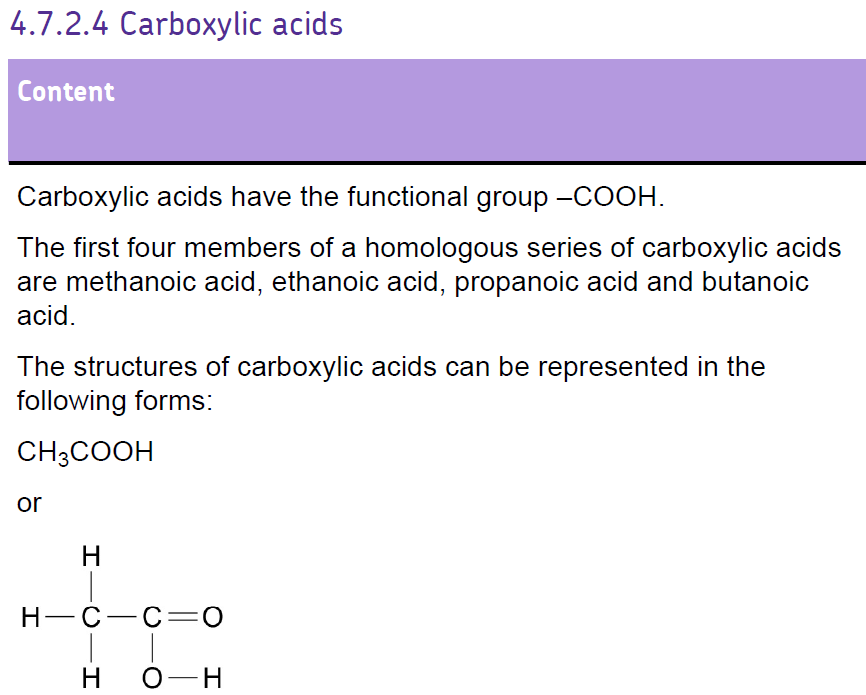 4.7.2.4 Carboxylic acids
Content
Carboxylic acids have the functional group –COOH.
The first four members of a homologous series of carboxylic acids
are methanoic acid, ethanoic acid, propanoic acid and butanoic
acid.
The structures of carboxylic acids can be represented in the
following forms:
CH₃COOH
or
H
H—C—C=O
H O—H